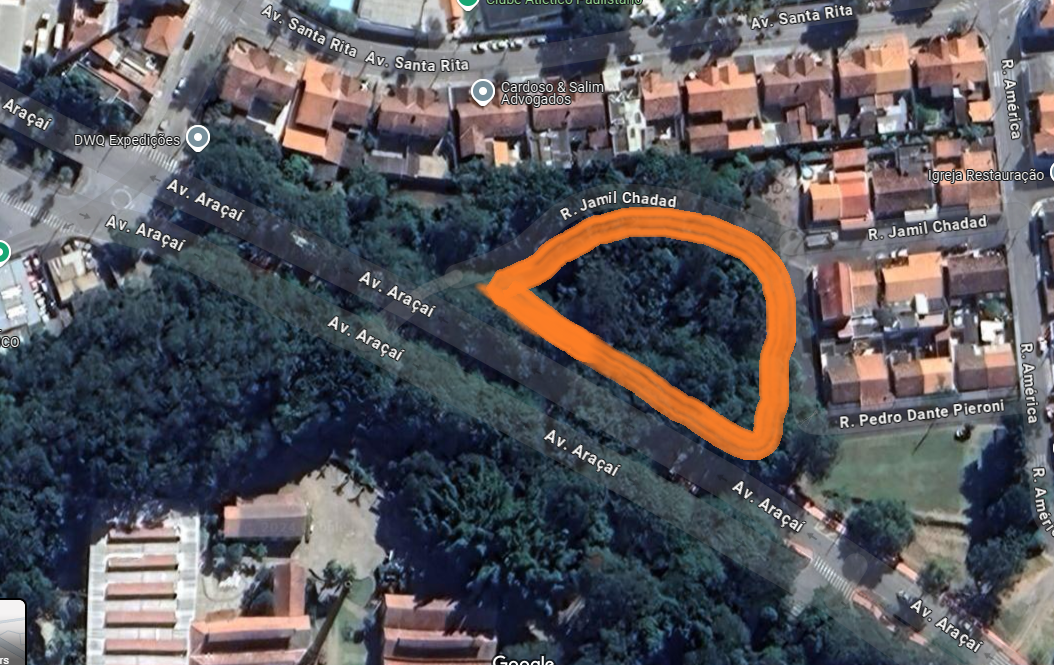 Clube Atlético Paulistano
Av. Santa Rita
Av. Santa Rita
Av. Santa Rita
R. América
Cardoso & Salim
Advogados
Araçaí
DWQ Expedições
Igreja Restauração
Av. Araçaí
R. Jamil Chadad
Av. Araçaí
R. Jamil Chadad
Av. Araçaí
Av. Araçaí
R. América
R. Pedro Dante Pieroni
Av. Araçaí
Av. Araçaí
Av. Araçaí
Google